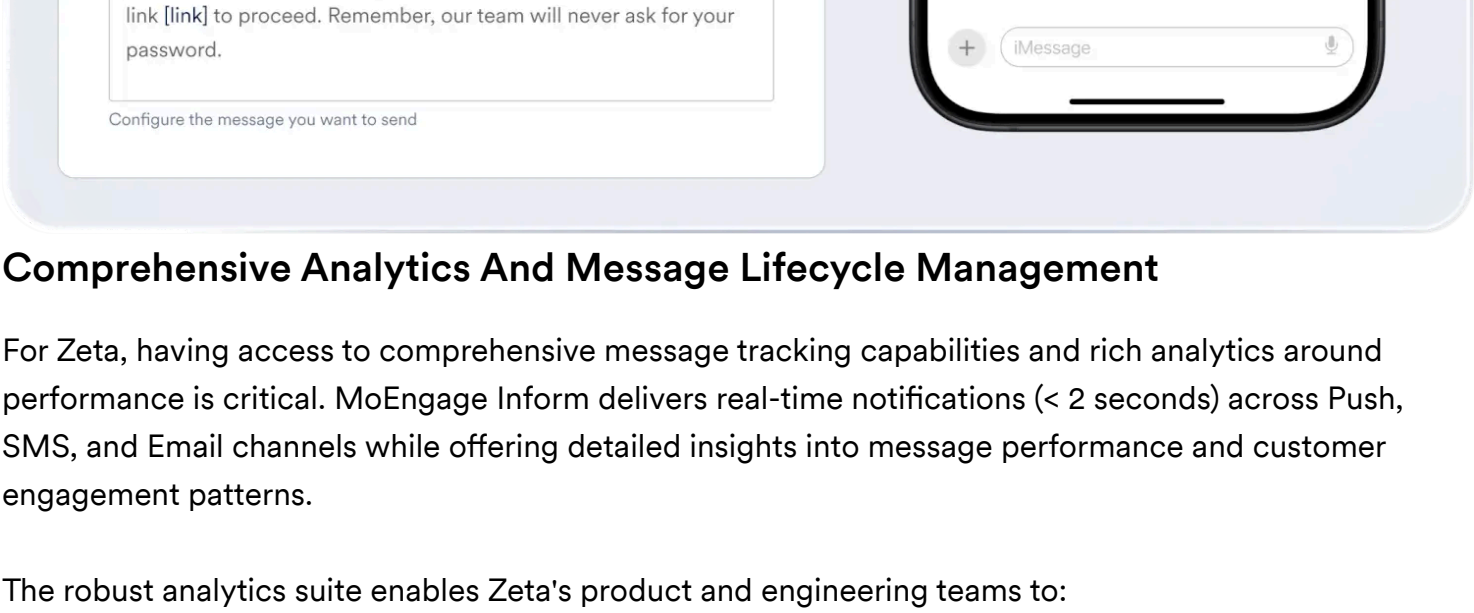 link [link] to proceed. Remember, our team will never ask for your
password.
iMessage
Configure the message you want to send
Comprehensive Analytics And Message Lifecycle Management
For Zeta, having access to comprehensive message tracking capabilities and rich analytics around
performance is critical. MoEngage Inform delivers real-time notifications (< 2 seconds) across Push,
SMS, and Email channels while offering detailed insights into message performance and customer
engagement patterns.
The robust analytics suite enables Zeta's product and engineering teams to: